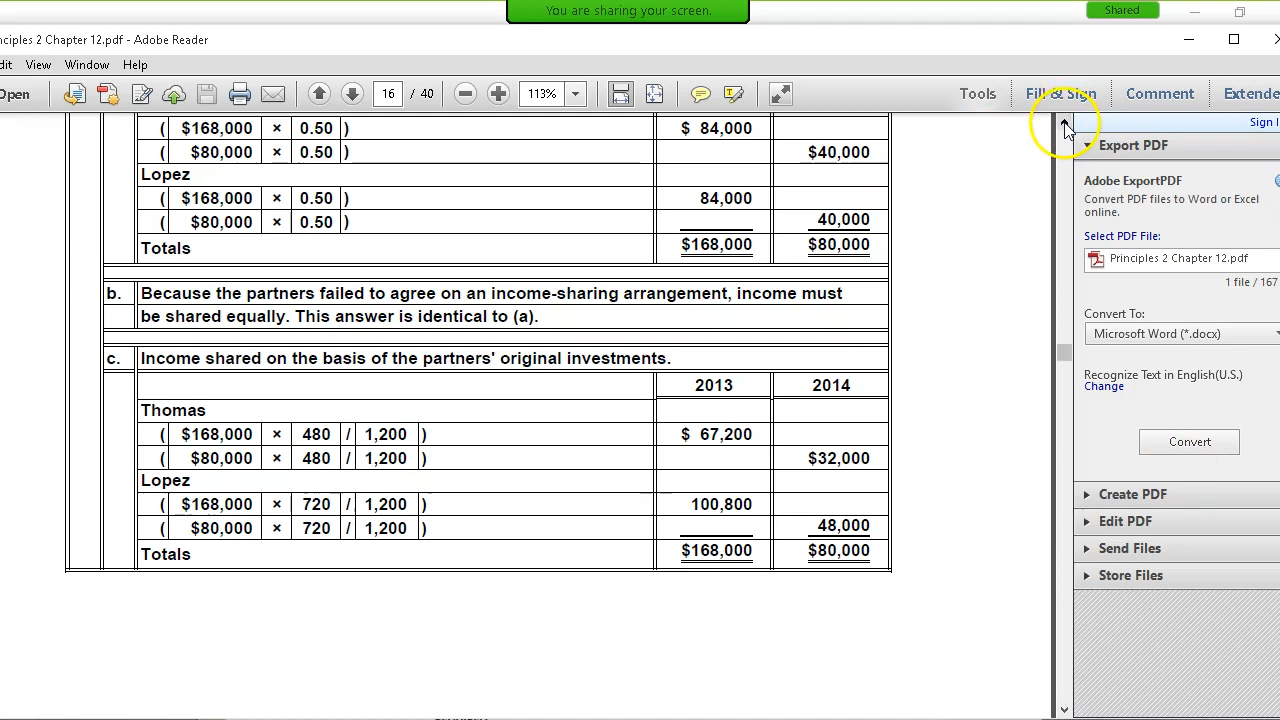 You are sharing your screen.
Shared
nciples 2 Chapter 12.pdf - Adobe Reader
dit View Window Help
Open 16 / 40 113% Tools Fill & Sign Comment Extende
( $168,000 × 0.50 ) $ 84,000
( $80,000 × 0.50 ) $40,000
Lopez
( $168,000 × 0.50 ) 84,000
( $80,000 × 0.50 ) 40,000
Totals $168,000 $80,000
b. Because the partners failed to agree on an income-sharing arrangement, income must
be shared equally. This answer is identical to (a).
c. Income shared on the basis of the partners' original investments.
2013 2014
Thomas
( $168,000 × 480 / 1,200 ) $ 67,200
( $80,000 × 480 / 1,200 ) $32,000
Lopez
( $168,000 × 720 / 1,200 ) 100,800
( $80,000 × 720 / 1,200 ) 48,000
Totals $168,000 $80,000
Sign I
Export PDF
Adobe ExportPDF
Convert PDF files to Word or Excel
online.
Select PDF File:
Principles 2 Chapter 12.pdf
1 file / 167
Convert To:
Microsoft Word (*.docx)
Recognize Text in English(U.S.)
Change
Convert
Create PDF
Edit PDF
Send Files
Store Files